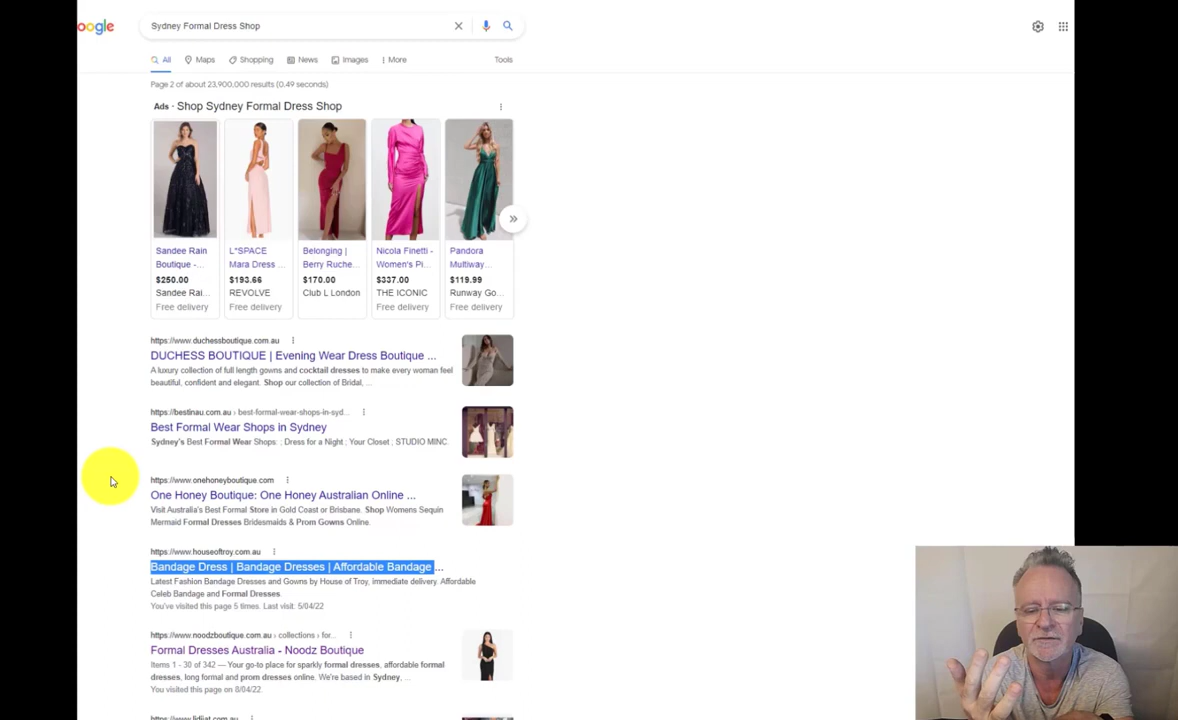 oogle
Sydney Formal Dress Shop
All Maps Shopping News Images More Tools
Page 2 of about 23,900,000 results (0.49 seconds)
Ads · Shop Sydney Formal Dress Shop
Sandee Rain
Boutique -...
$250.00
Sandee Rai...
Free delivery
L*SPACE
Mara Dress ...
$193.66
REVOLVE
Free delivery
Belonging |
Berry Ruche...
$170.00
Club L London
Nicola Finetti -
Women's Pi...
$337.00
THE ICONIC
Free delivery
Pandora
Multiway...
$119.99
Runway Go...
Free delivery
https://www.duchessboutique.com.au
DUCHESS BOUTIQUE | Evening Wear Dress Boutique ...
A luxury collection of full length gowns and cocktail dresses to make every woman feel
beautiful, confident and elegant. Shop our collection of Bridal, ...
https://bestinau.com.au › best-formal-wear-shops-in-syd...
Best Formal Wear Shops in Sydney
Sydney's Best Formal Wear Shops: ; Dress for a Night ; Your Closet ; STUDIO MINC.
https://www.onehoneyboutique.com
One Honey Boutique: One Honey Australian Online ...
Visit Australia's Best Formal Store in Gold Coast or Brisbane. Shop Womens Sequin
Mermaid Formal Dresses Bridesmaids & Prom Gowns Online.
https://www.houseoftroy.com.au
Bandage Dress | Bandage Dresses | Affordable Bandage ...
Latest Fashion Bandage Dresses and Gowns by House of Troy, immediate delivery. Affordable
Celeb Bandage and Formal Dresses.
You've visited this page 5 times. Last visit: 5/04/22
https://www.noodzboutique.com.au › collections › for...
Formal Dresses Australia - Noodz Boutique
Items 1 - 30 of 342 — Your go-to place for sparkly formal dresses, affordable formal
dresses, long formal and prom dresses online. We're based in Sydney, ...
You visited this page on 8/04/22.